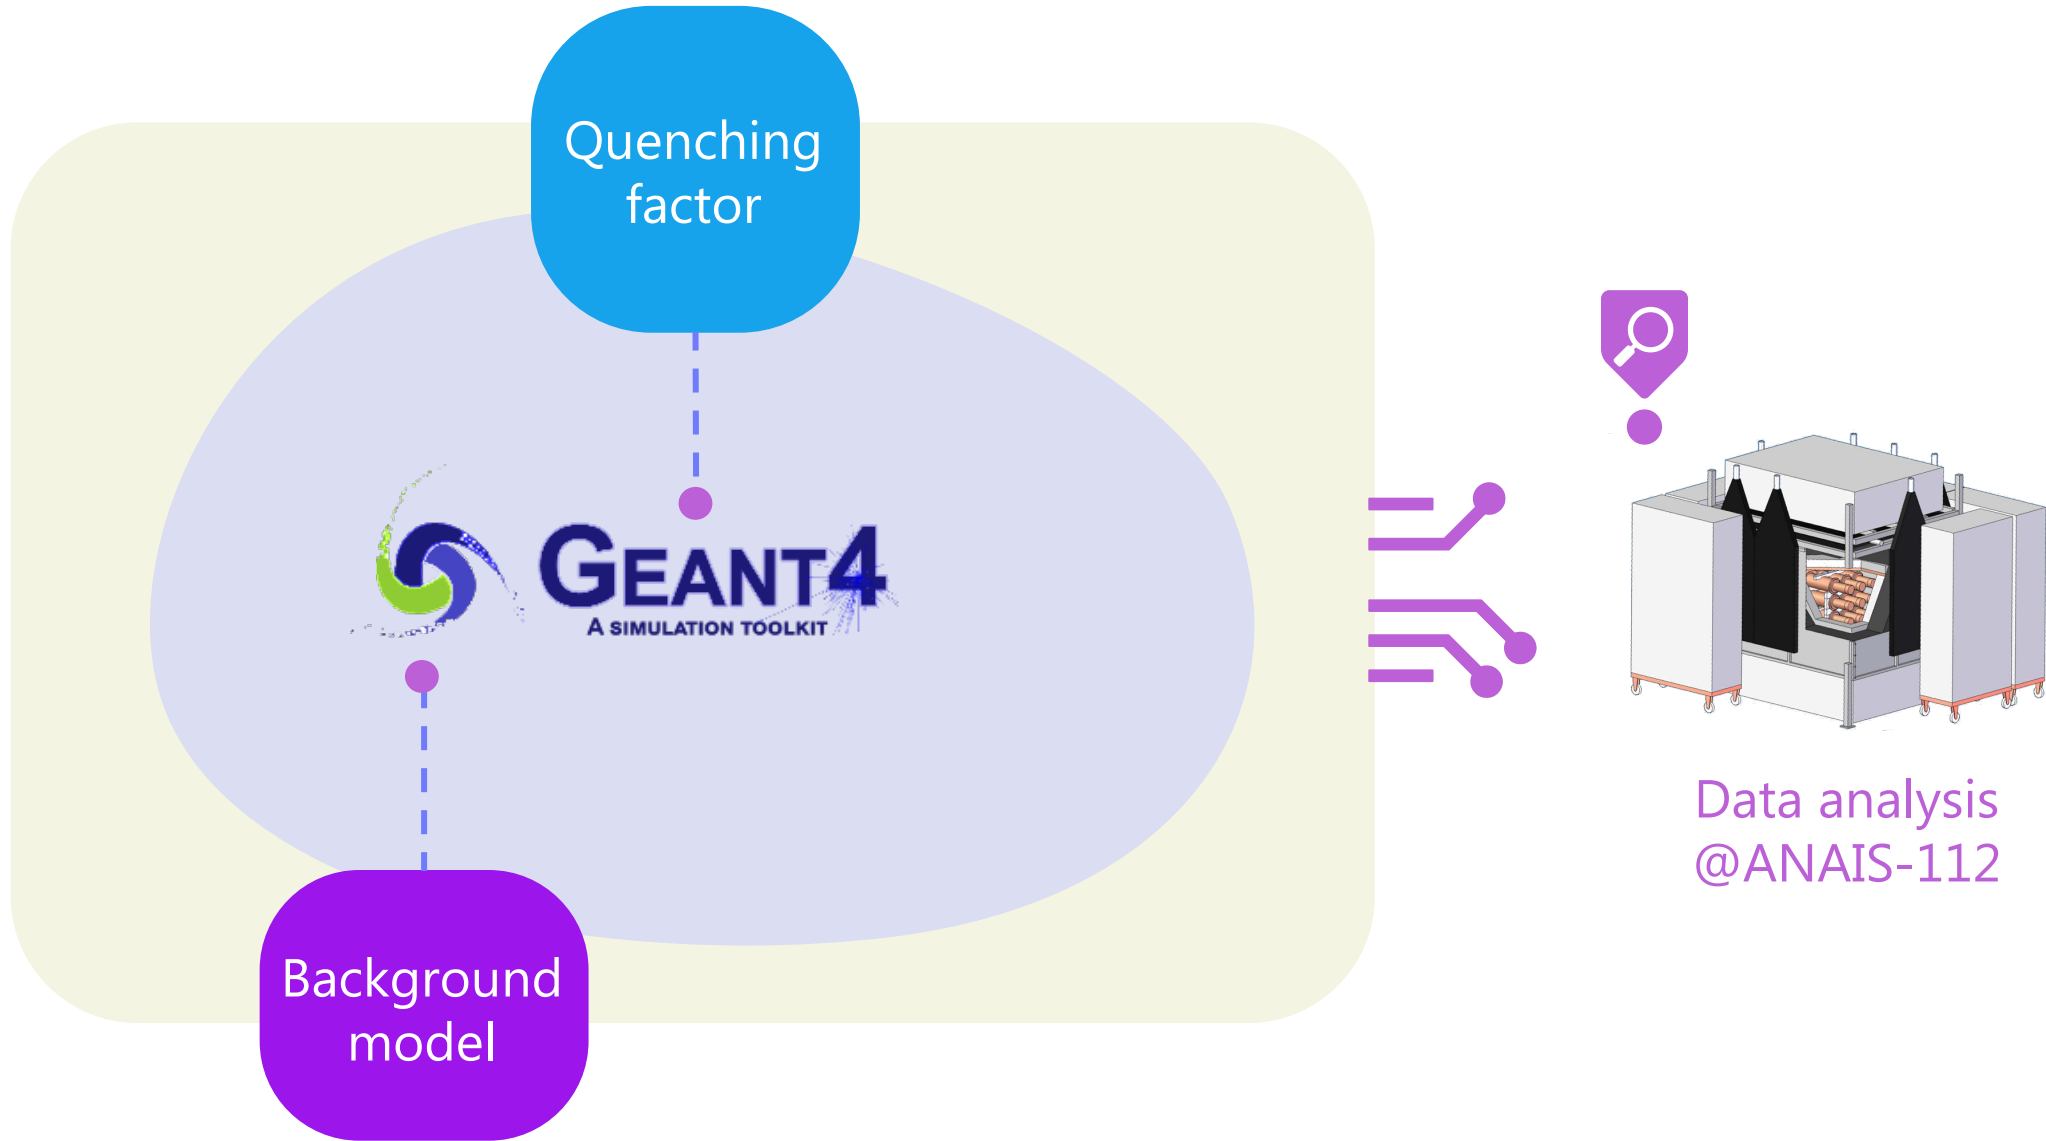 Quenching
factor
GEANT4
A SIMULATION TOOLKIT
Background
model
Data analysis
@ANAIS-112